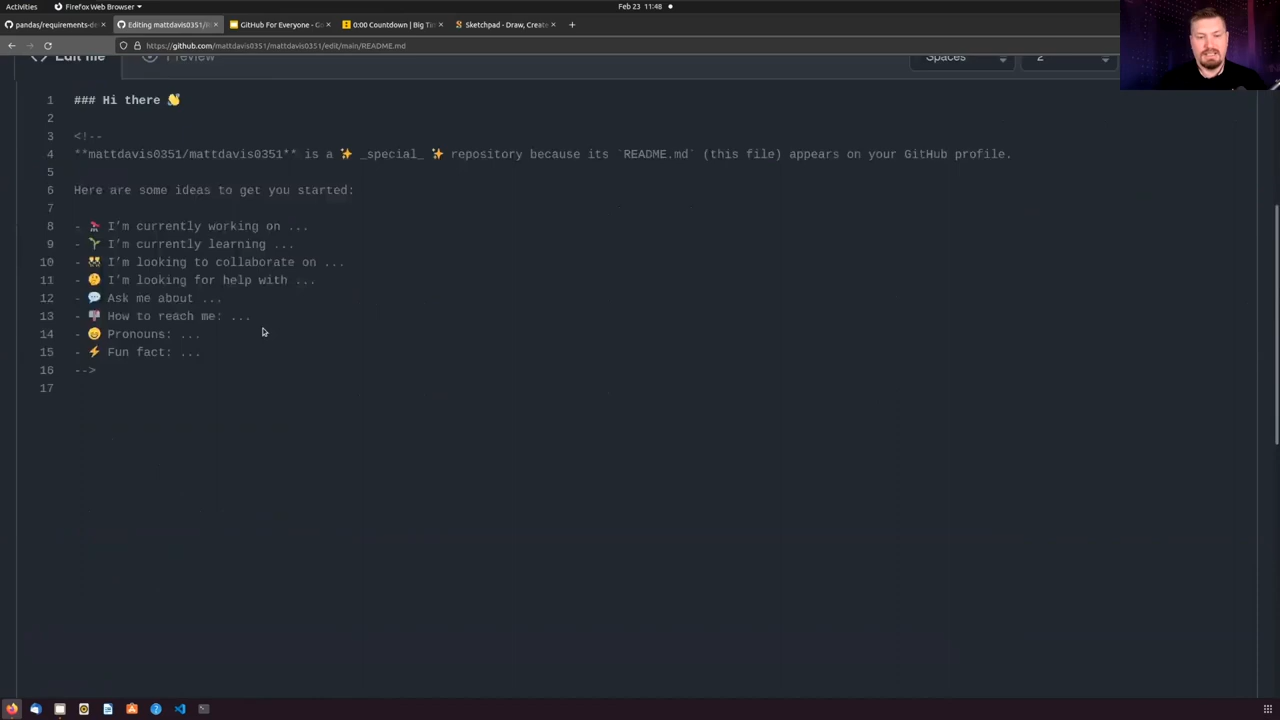 Activities
Firefox Web Browser
Feb 23 11:48
pandas/requirements-de
Editing mattdavis0351/
GitHub For Everyone - Co
0:00 Countdown | Big Ti
Sketchpad - Draw, Create
https://github.com/mattdavis0351/mattdavis0351/edit/main/README.md
<> Edit file
Preview
Spaces
2
1 ### Hi there 👋
2
3 <!--
4 **mattdavis0351/mattdavis0351** is a ✨ _special_ ✨ repository because its `README.md` (this file) appears on your GitHub profile.
5
6 Here are some ideas to get you started:
7
8 - 🔭 I’m currently working on ...
9 - 🌱 I’m currently learning ...
10 - 👯 I’m looking to collaborate on ...
11 - 🤔 I’m looking for help with ...
12 - 💬 Ask me about ...
13 - 📫 How to reach me: ...
14 - 😄 Pronouns: ...
15 - ⚡ Fun fact: ...
16 -->
17